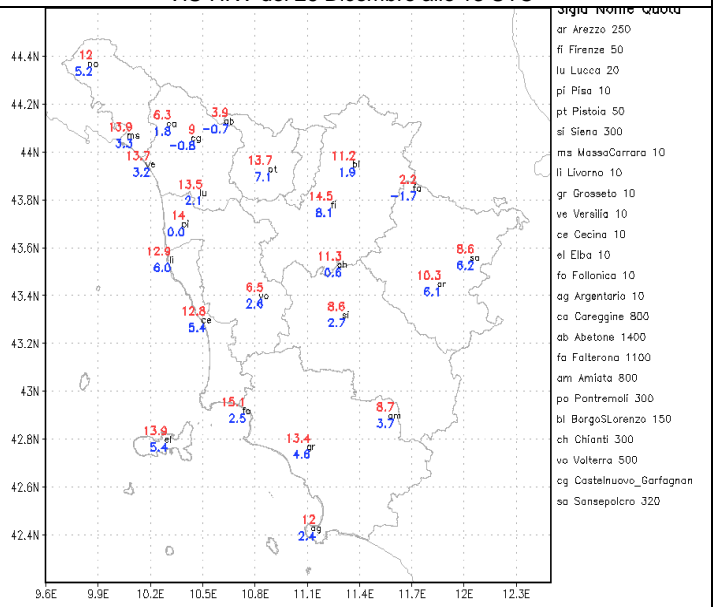 del Dicembre alle UTC
Sigla Nome Quota
ar Arezzo 250
fi Firenze 50
lu Lucca 20
pi Pisa 10
pt Pistoia 50
si Siena 300
ms MassaCarrara 10
li Livorno 10
gr Grosseto 10
ve Versilia 10
ce Cecina 10
el Elba 10
fo Follonica 10
ag Argentario 10
ca Careggine 800
ab Abetone 1400
fa Falterona 1100
am Amiata 800
po Pontremoli 300
bl BorgoSLorenzo 150
ch Chianti 300
vo Volterra 500
cg Castelnuovo_Garfagnan
sa Sansepolcro 320
44.4N
44.2N
44N
43.8N
43.6N
43.4N
43.2N
43N
42.8N
42.6N
42.4N
12
po
5.2
6.3
ca
1.8
3.9
ab
-0.7
9
cg
ms
3.3
13.7
ve
3.2
13.7
pt
7.1
11.2
bl
1.9
2.2
fa
-1.7
13.5
lu
2.1
14.5
fi
8.1
14
pi
0.0
12.9
li
6.0
11.3
ch
0.6
8.6
sa
6.2
10.3
ar
6.1
6.5
vo
2.6
8.6
si
2.7
12.8
ce
5.4
15.1
fo
2.5
8.7
am
3.7
13.9
el
5.4
13.4
gr
4.6
12
ag
2.4
9.6E 9.9E 10.2E 10.5E 10.8E 11.1E 11.4E 11.7E 12E 12.3E